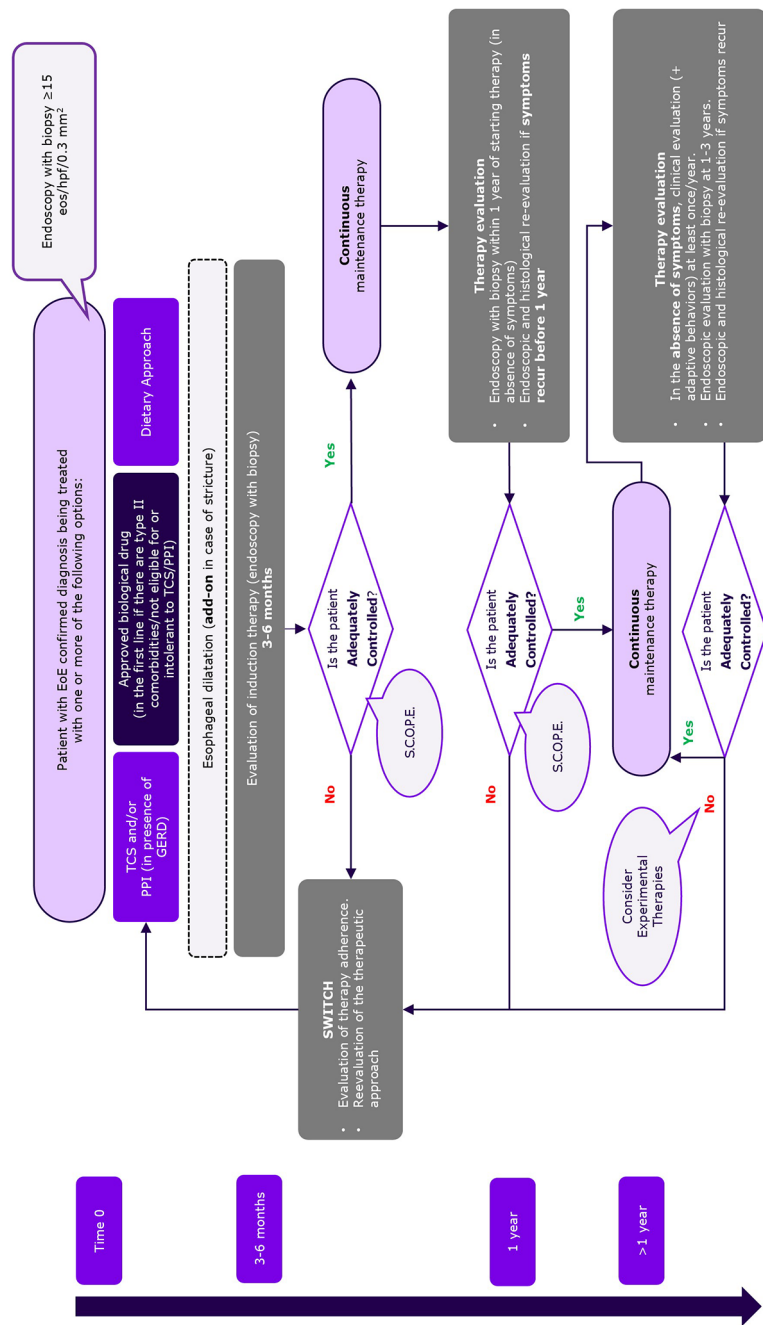 Endoscopy with biopsy ≥15
eos/hpf/0.3 mm²
Patient with EoE confirmed diagnosis being treated
with one or more of the following options:
TCS and/or
PPI (in presence of
GERD)
Approved biological drug
(in the first line if there are type II
comorbidities/not eligible for or
intolerant to TCS/PPI)
Dietary Approach
Esophageal dilatation (add-on in case of stricture)
Evaluation of induction therapy (endoscopy with biopsy)
3-6 months
Time 0
3-6 months
1 year
>1 year
SWITCH
• Evaluation of therapy adherence.
• Reevaluation of the therapeutic
approach
No
Is the patient
Adequately
Controlled?
S.C.O.P.E.
Yes
Continuous
maintenance therapy
Therapy evaluation
• Endoscopy with biopsy within 1 year of starting therapy (in
absence of symptoms)
• Endoscopic and histological re-evaluation if symptoms
recur before 1 year
No
Is the patient
Adequately
Controlled?
S.C.O.P.E.
Yes
Continuous
maintenance therapy
Therapy evaluation
• In the absence of symptoms, clinical evaluation (+
adaptive behaviors) at least once/year.
• Endoscopic evaluation with biopsy at 1-3 years.
• Endoscopic and histological re-evaluation if symptoms recur
Is the patient
Adequately
Controlled?
Yes
No
Consider
Experimental
Therapies